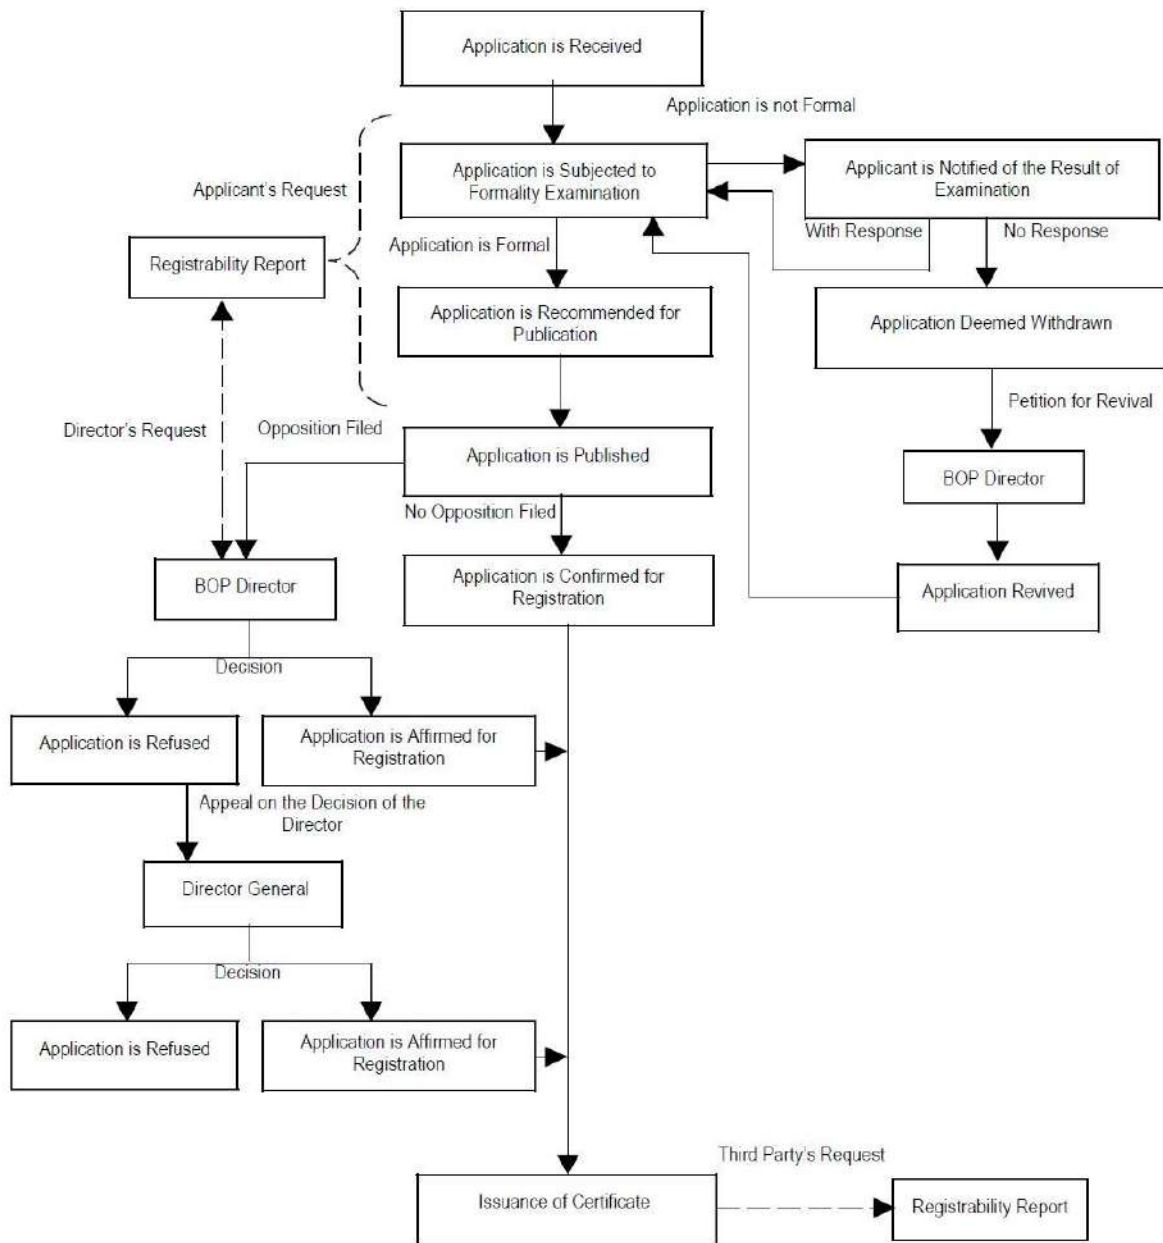 Application is Received
Application is not Formal
Application is Subjected to
Formality Examination
Applicant is Notified of the Result of
Examination
Applicant's Request
With Response
No Response
Application is Formal
Registrability Report
Application is Recommended for
Publication
Application Deemed Withdrawn
Petition for Revival
Director's Request
Opposition Filed
Application is Published
BOP Director
No Opposition Filed
BOP Director
Application is Confirmed for
Registration
Application Revived
Decision
Application is Refused
Application is Affirmed for
Registration
Appeal on the Decision of the
Director
Director General
Decision
Application is Refused
Application is Affirmed for
Registration
Third Party's Request
Issuance of Certificate
Registrability Report